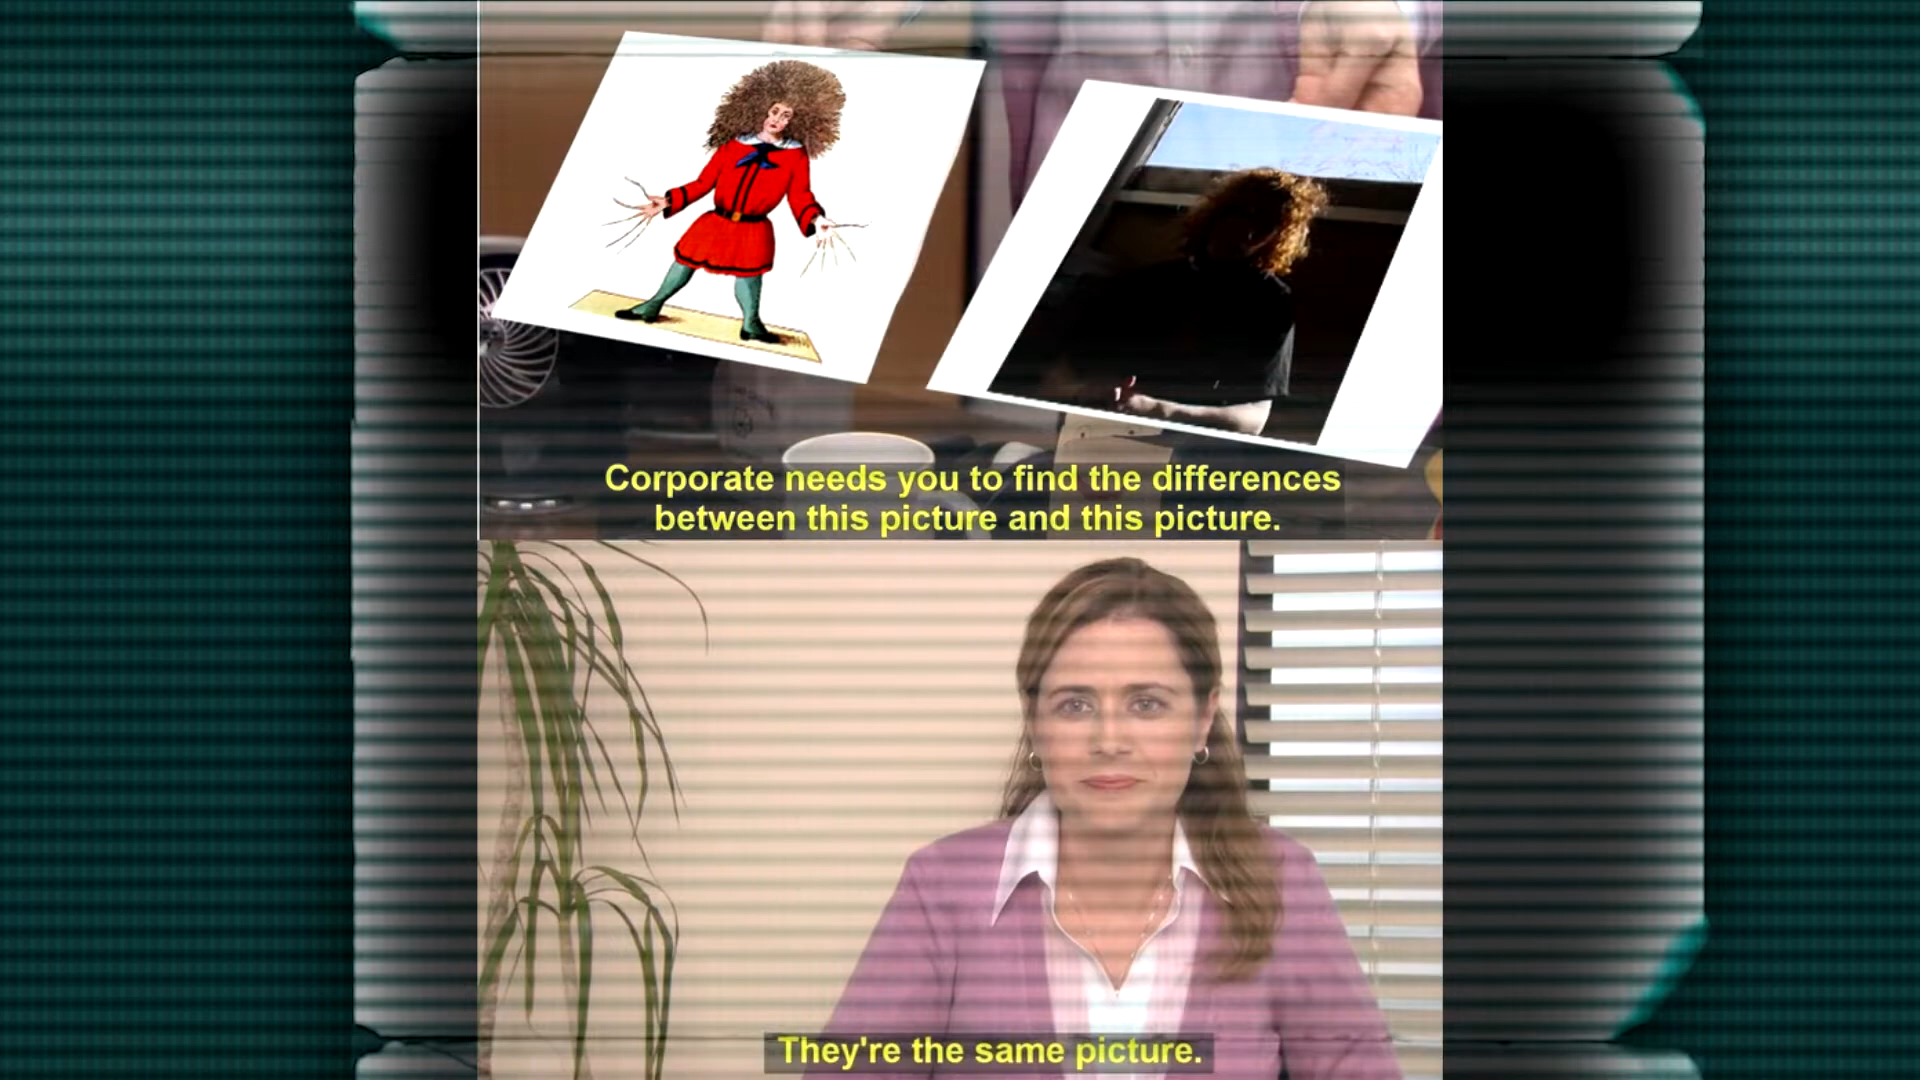 Corporate needs you to find the differences
between this picture and this picture.
They're the same picture.